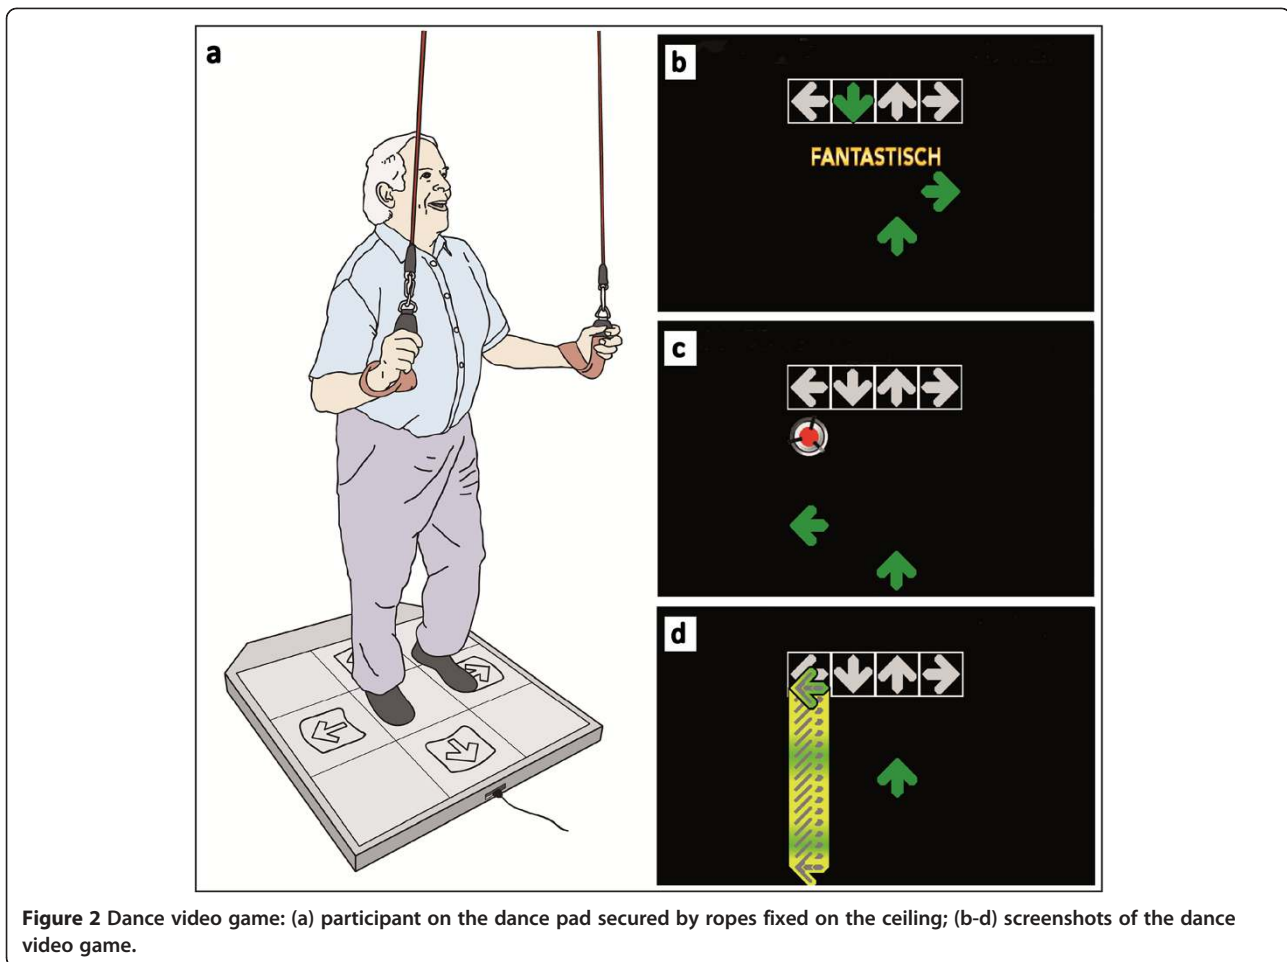 a
b
FANTASTISCH
c
d
Figure 2 Dance video game: (a) participant on the dance pad secured by ropes fixed on the ceiling; (b-d) screenshots of the dance
video game.